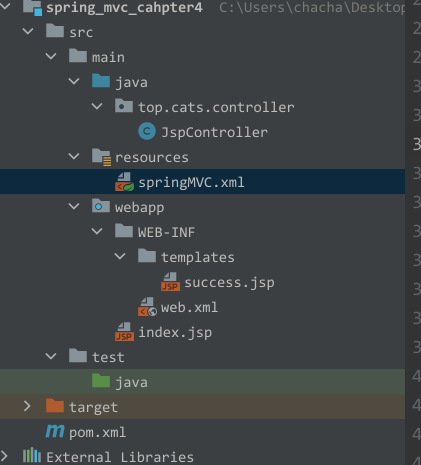 spring_mvc_cahpter4 C:\Users\chacha\Desktop
src
main
java
top.cats.controller
JspController
resources
springMVC.xml
webapp
WEB-INF
templates
success.jsp
web.xml
index.jsp
test
java
target
pom.xml
External Libraries